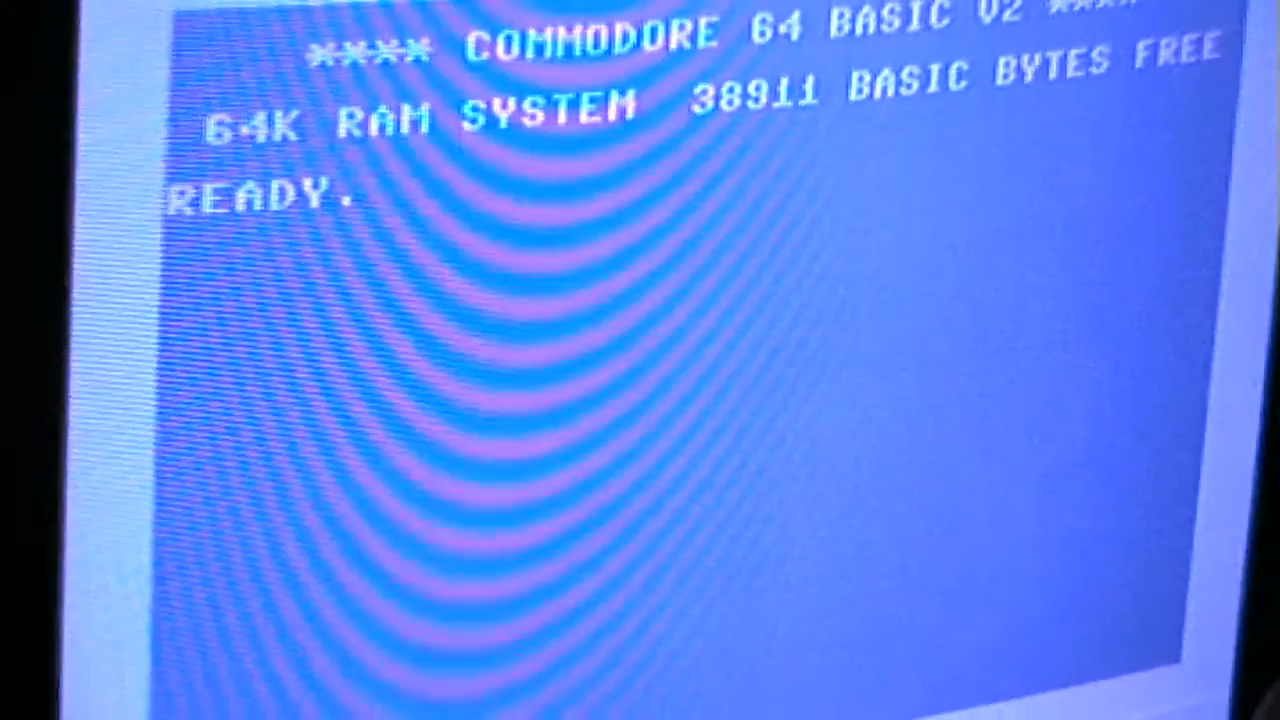 **** COMMODORE 64 BASIC V2 ****
64K RAM SYSTEM 38911 BASIC BYTES FREE
READY.